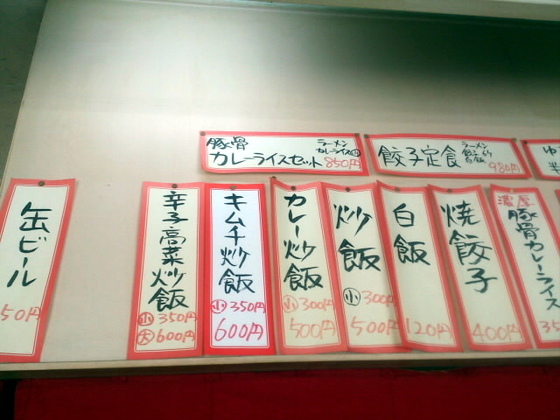 豚骨
カレーライスセット
ラーメン
カレーライス小
850円
餃子定食
ラーメン
餃子
白飯
980円
缶ビール
50円
辛子高菜炒飯
小 350円
大 600円
キムチ炒飯
小 350円
600円
カレー炒飯
小 300円
500円
炒飯
小 300円
500円
白飯
120円
焼餃子
400円
濃厚
豚骨カレーライス
35